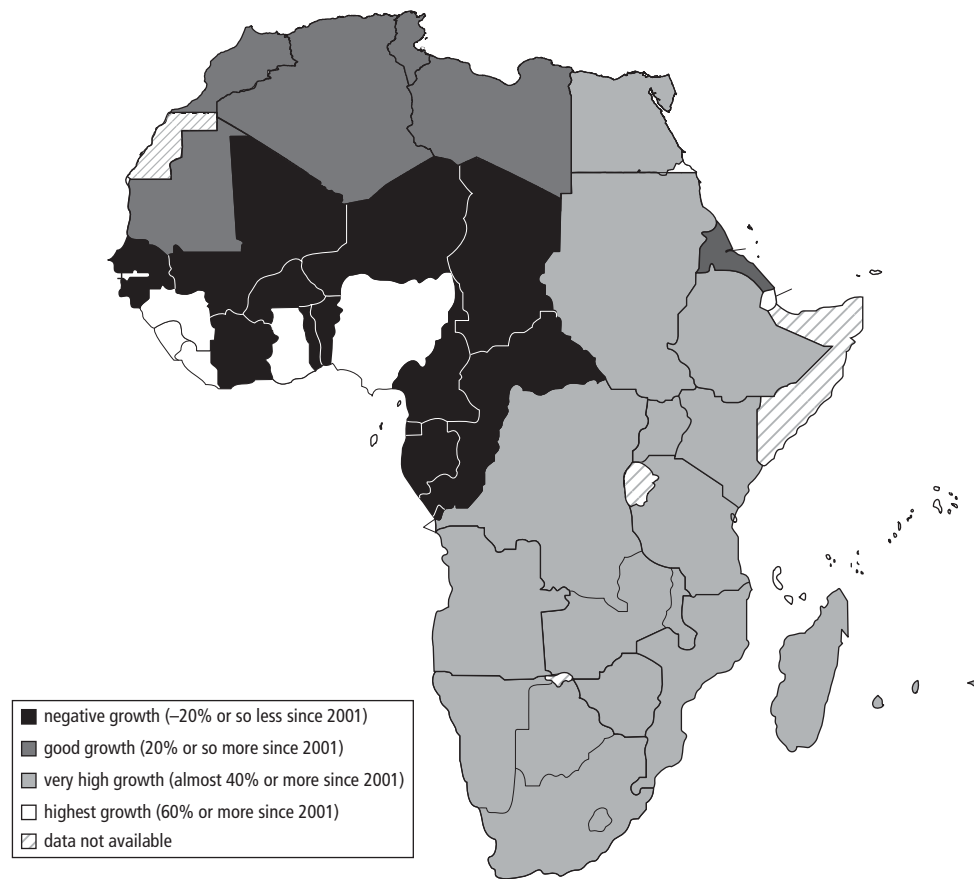 negative growth (–20% or so less since 2001)
good growth (20% or so more since 2001)
very high growth (almost 40% or more since 2001)
highest growth (60% or more since 2001)
data not available